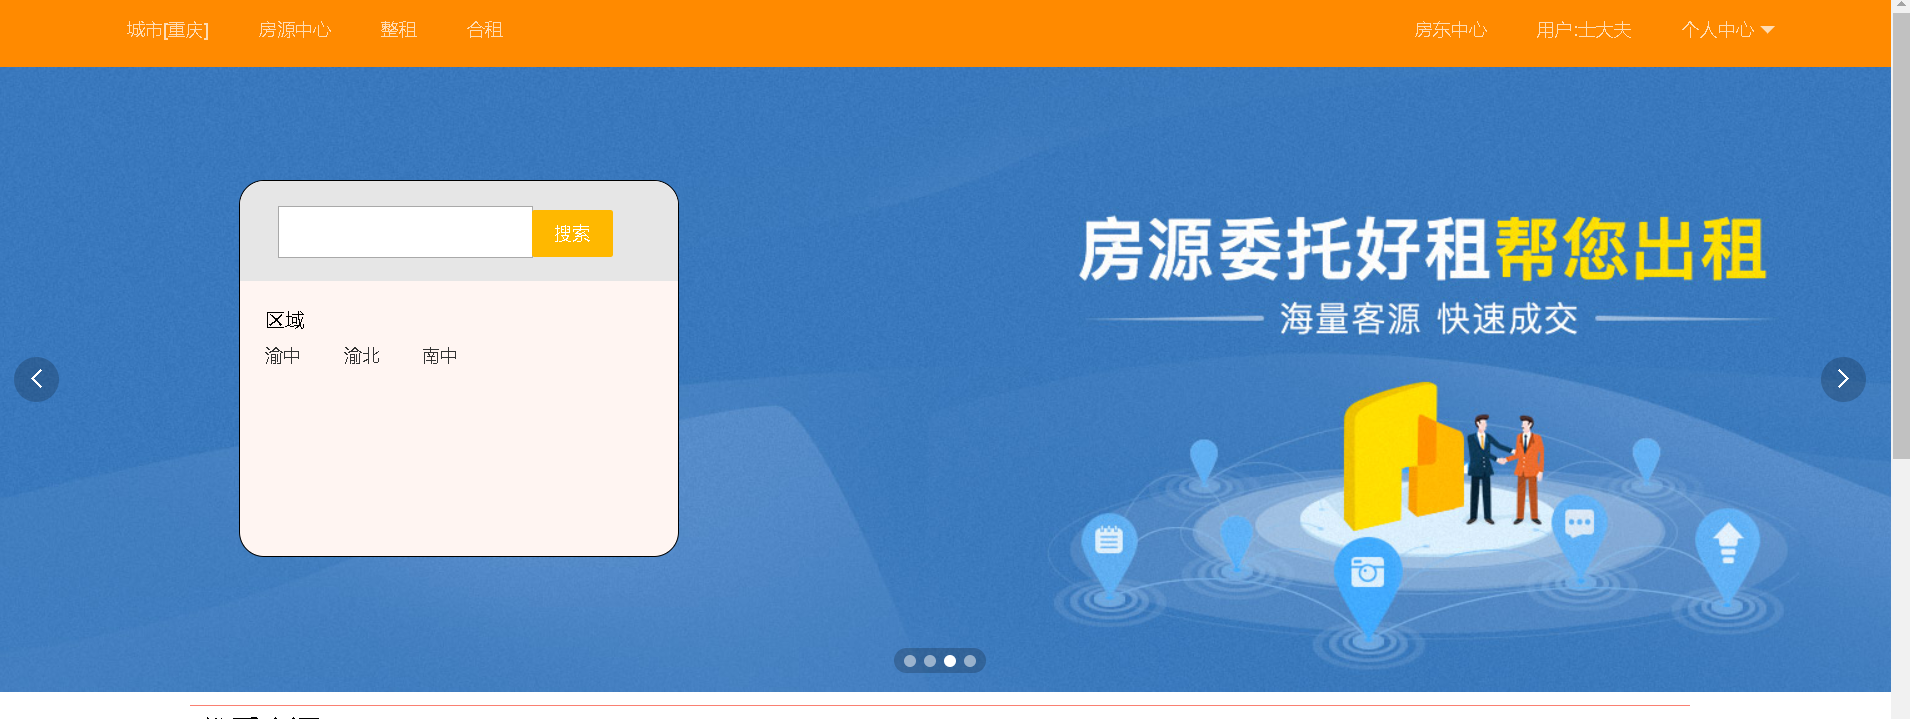 城市[重庆] 房源中心 整租 合租 房东中心 用户:士大夫 个人中心
搜索
区域
渝中 渝北 南中
房源委托好租帮您出租
海量客源 快速成交